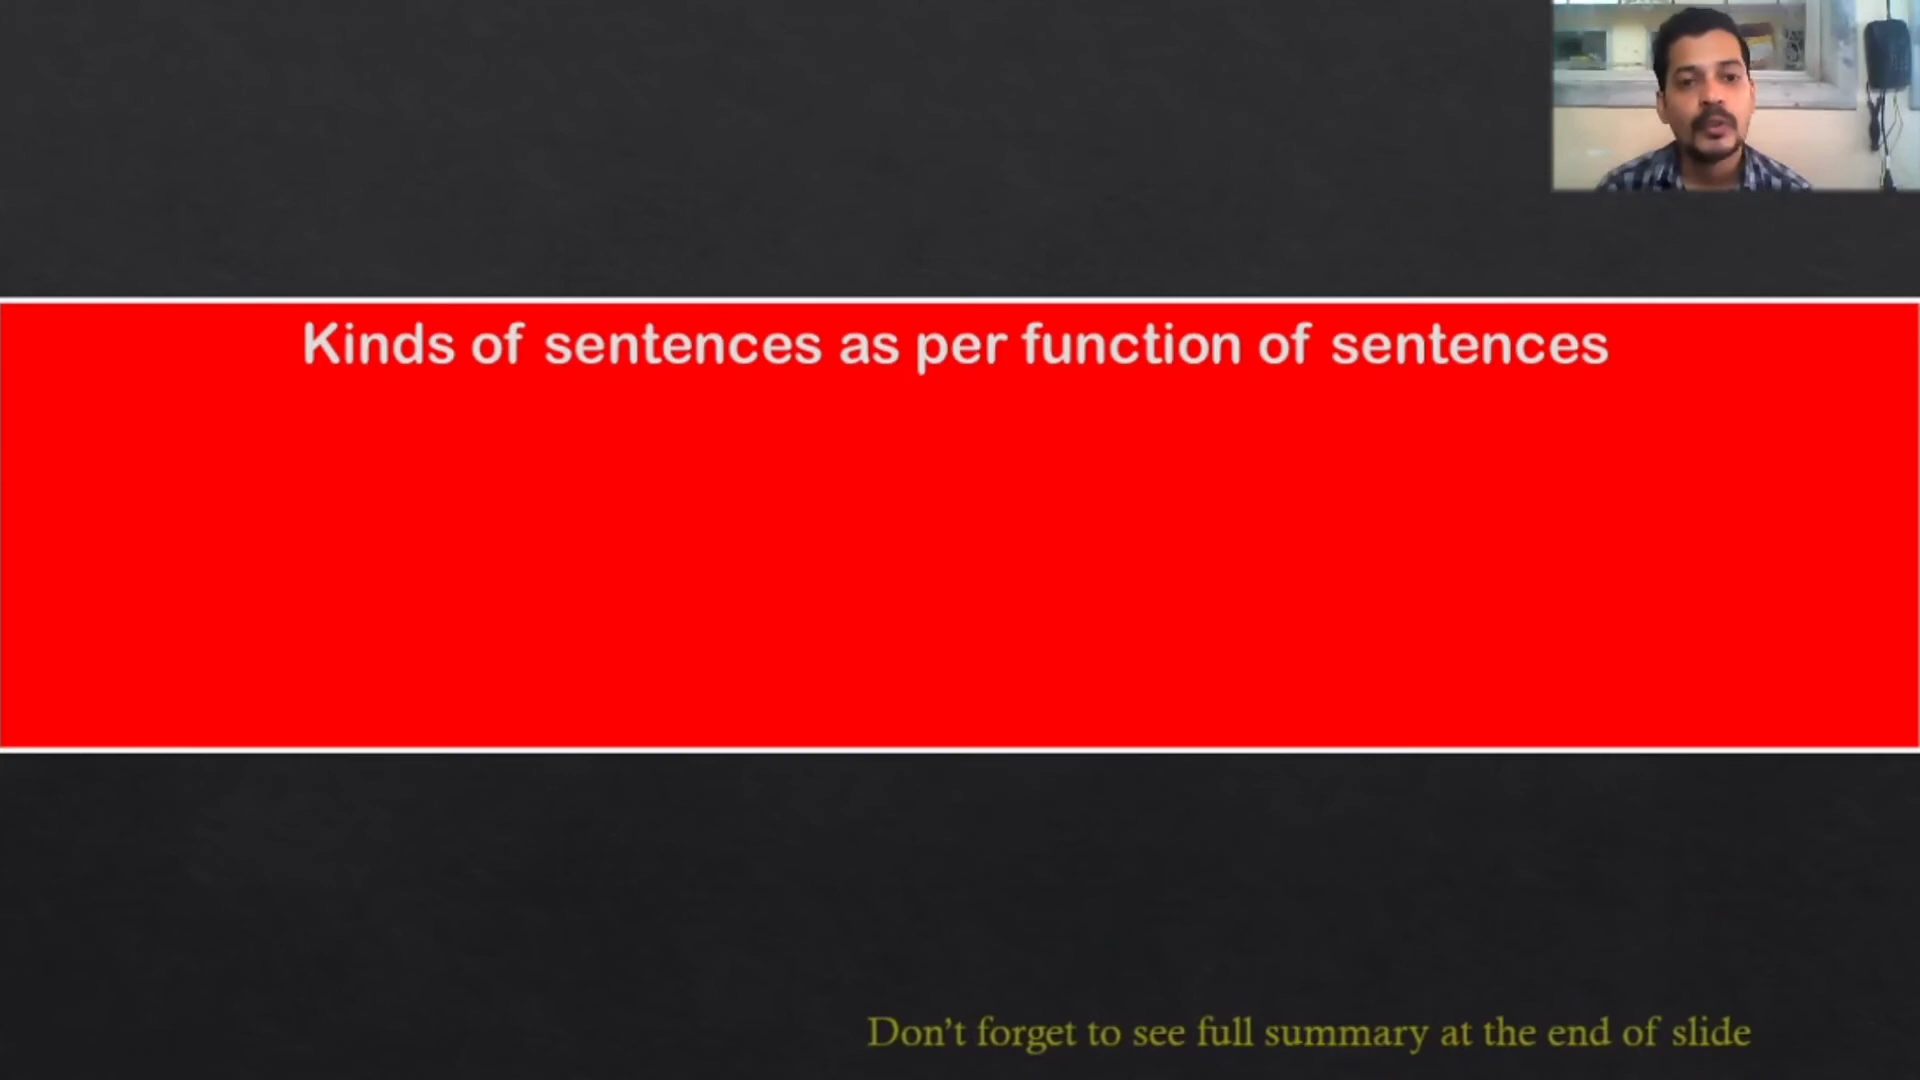 Kinds of sentences as per function of sentences
Don't forget to see full summary at the end of slide